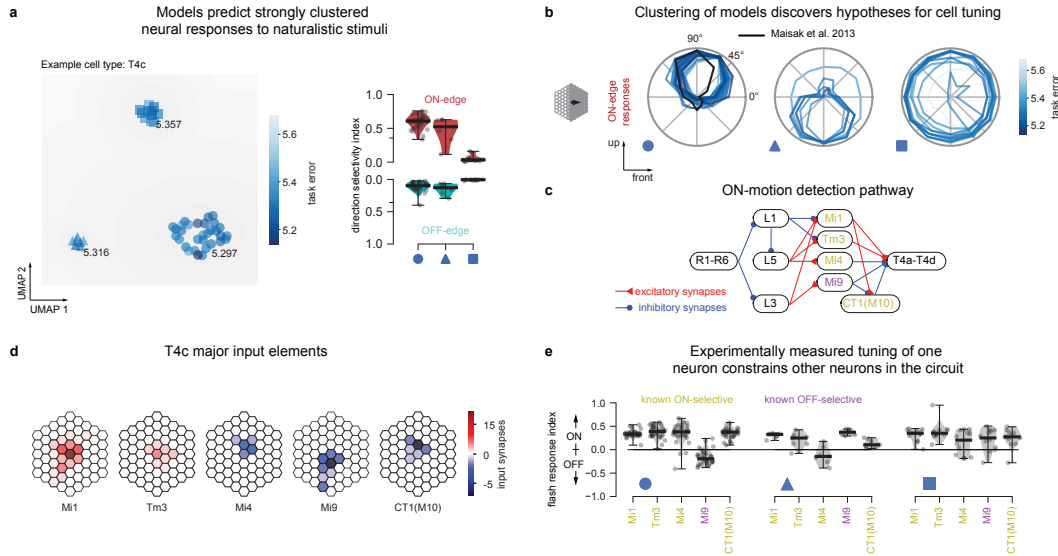 a
Models predict strongly clustered
neural responses to naturalistic stimuli
Example cell type: T4c
5.357
5.316
5.297
UMAP 2
UMAP 1
5.6
5.4
5.2
task error
direction selectivity index
1.0
0.5
0.0
0.0
0.5
1.0
ON-edge
OFF-edge
b
Clustering of models discovers hypotheses for cell tuning
Maisak et al. 2013
ON-edge
responses
90°
45°
0°
up
front
5.6
5.4
5.2
task error
c
ON-motion detection pathway
R1-R6
L1
L5
L3
Mi1
Tm3
Mi4
Mi9
T4a-T4d
CT1(M10)
excitatory synapses
inhibitory synapses
d
T4c major input elements
Mi1
Tm3
Mi4
Mi9
CT1(M10)
15
0
-7
input synapses
e
Experimentally measured tuning of one
neuron constrains other neurons in the circuit
known ON-selective
known OFF-selective
flash response index
OFF
ON
1.0
0.5
0.0
−0.5
−1.0
Mi1
Tm3
Mi4
Mi9
CT1(M10)
Mi1
Tm3
Mi4
Mi9
CT1(M10)
Mi1
Tm3
Mi4
Mi9
CT1(M10)